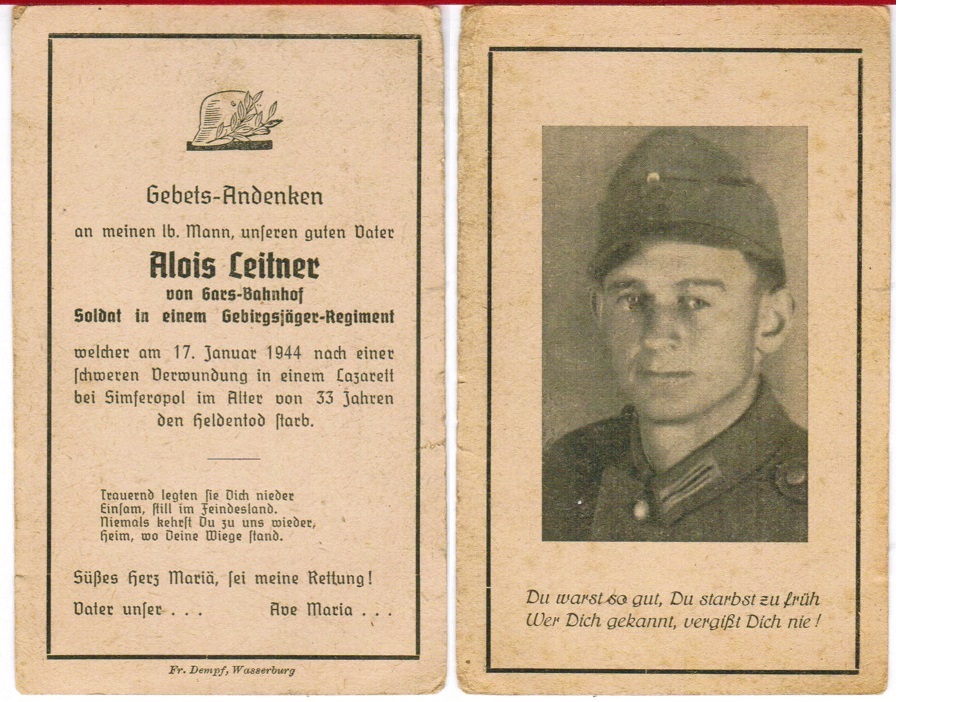 Gebets-Andenken
an meinen lb. Mann, unseren guten Vater
Alois Leitner
von Gars-Bahnhof
Soldat in einem Gebirgsjäger-Regiment
welcher am 17. Januar 1944 nach einer
schweren Verwundung in einem Lazarett
bei Simferopol im Alter von 33 Jahren
den Heldentod starb.
Trauernd legten sie Dich nieder
Einsam, still im Feindesland.
Niemals kehrst Du zu uns wieder,
Heim, wo Deine Wiege stand.
Süßes Herz Mariä, sei meine Rettung!
Vater unser . . . Ave Maria . . .
Fr. Dempf, Wasserburg
Du warst so gut, Du starbst zu früh
Wer Dich gekannt, vergißt Dich nie!